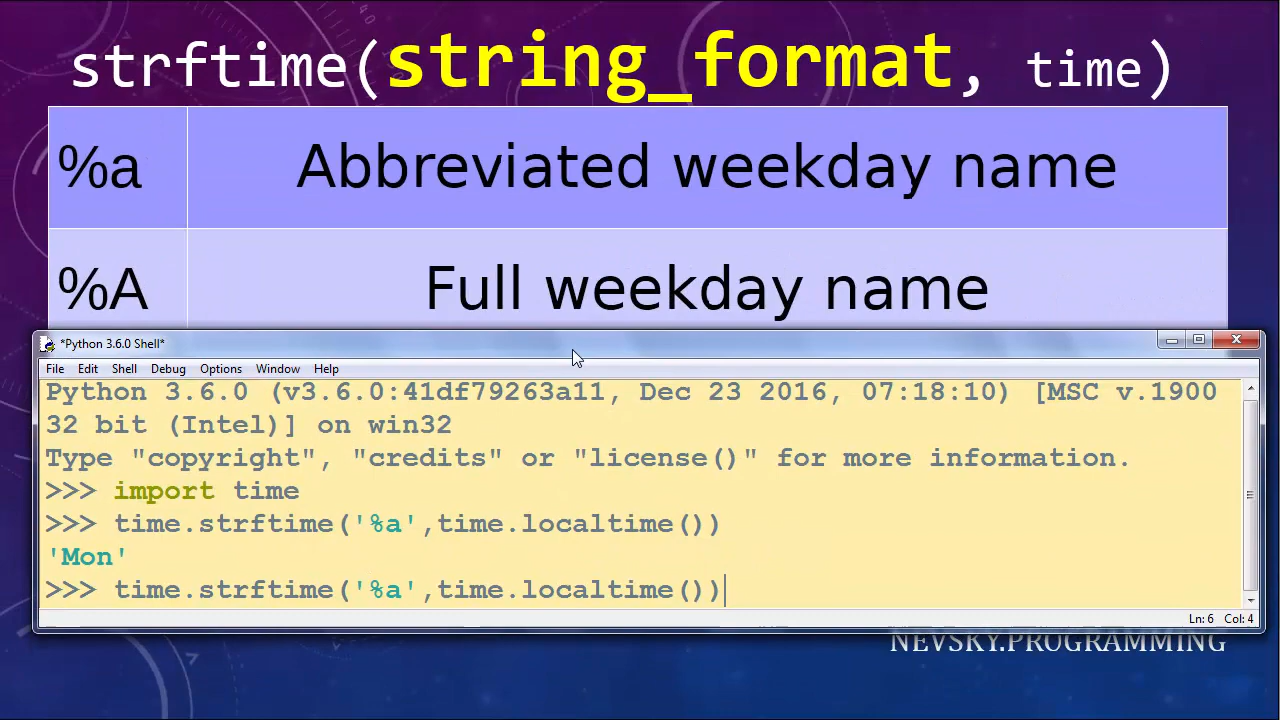 strftime(string_format, time)
%a Abbreviated weekday name
%A Full weekday name
*Python 3.6.0 Shell*
File Edit Shell Debug Options Window Help
Python 3.6.0 (v3.6.0:41df79263a11, Dec 23 2016, 07:18:10) [MSC v.1900
32 bit (Intel)] on win32
Type "copyright", "credits" or "license()" for more information.
>>> import time
>>> time.strftime('%a',time.localtime())
'Mon'
>>> time.strftime('%a',time.localtime())
Ln: 6 Col: 4
NEVSKY.PROGRAMMING